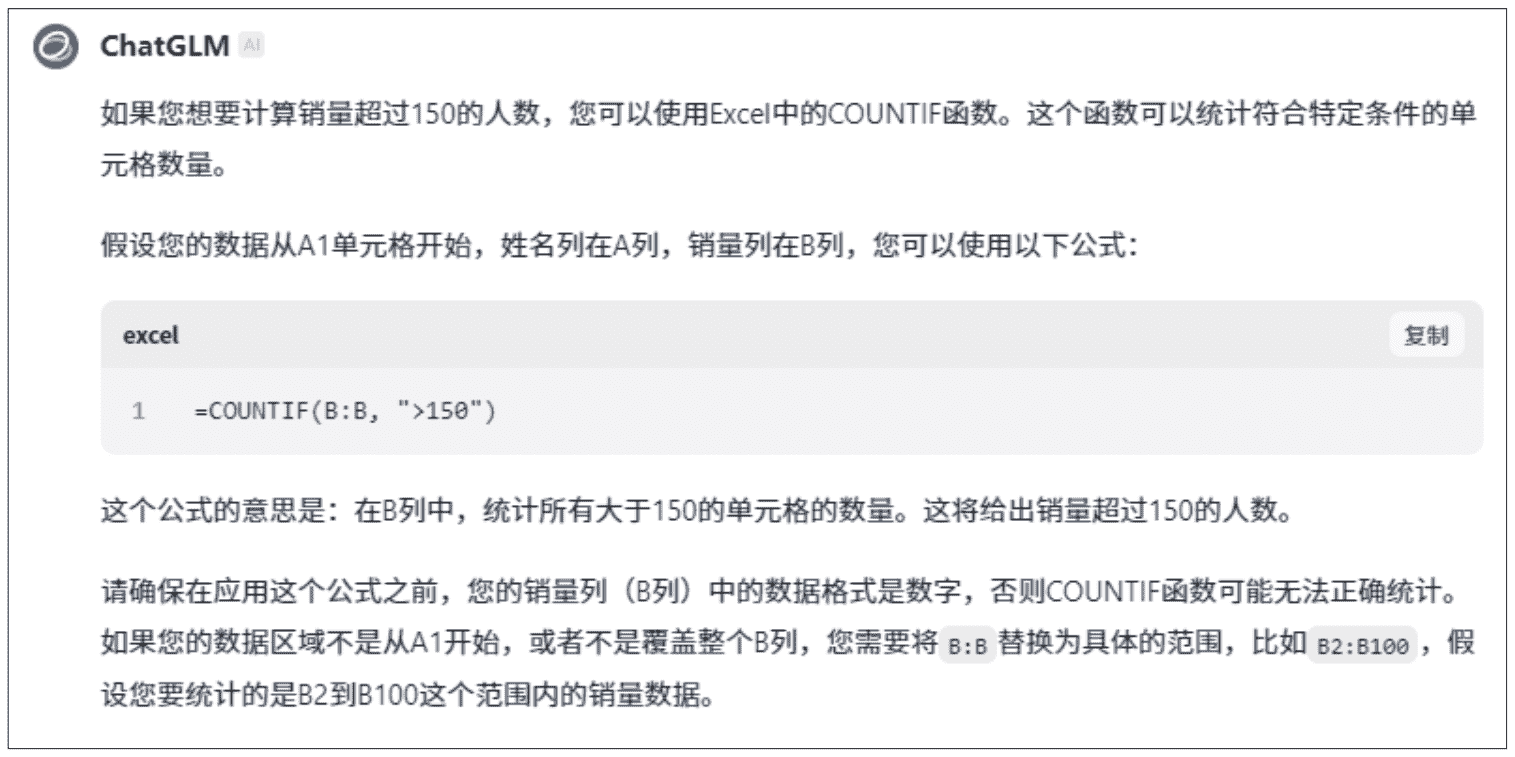 ChatGLM AI
如果您想要计算销量超过150的人数，您可以使用Excel中的COUNTIF函数。这个函数可以统计符合特定条件的单
元格数量。
假设您的数据从A1单元格开始，姓名列在A列，销量列在B列，您可以使用以下公式：
excel 复制
1 =COUNTIF(B:B, ">150")
这个公式的意思是：在B列中，统计所有大于150的单元格的数量。这将给出销量超过150的人数。
请确保在应用这个公式之前，您的销量列（B列）中的数据格式是数字，否则COUNTIF函数可能无法正确统计。
如果您的数据区域不是从A1开始，或者不是覆盖整个B列，您需要将 B:B 替换为具体的范围，比如 B2:B100 ，假
设您要统计的是B2到B100这个范围内的销量数据。